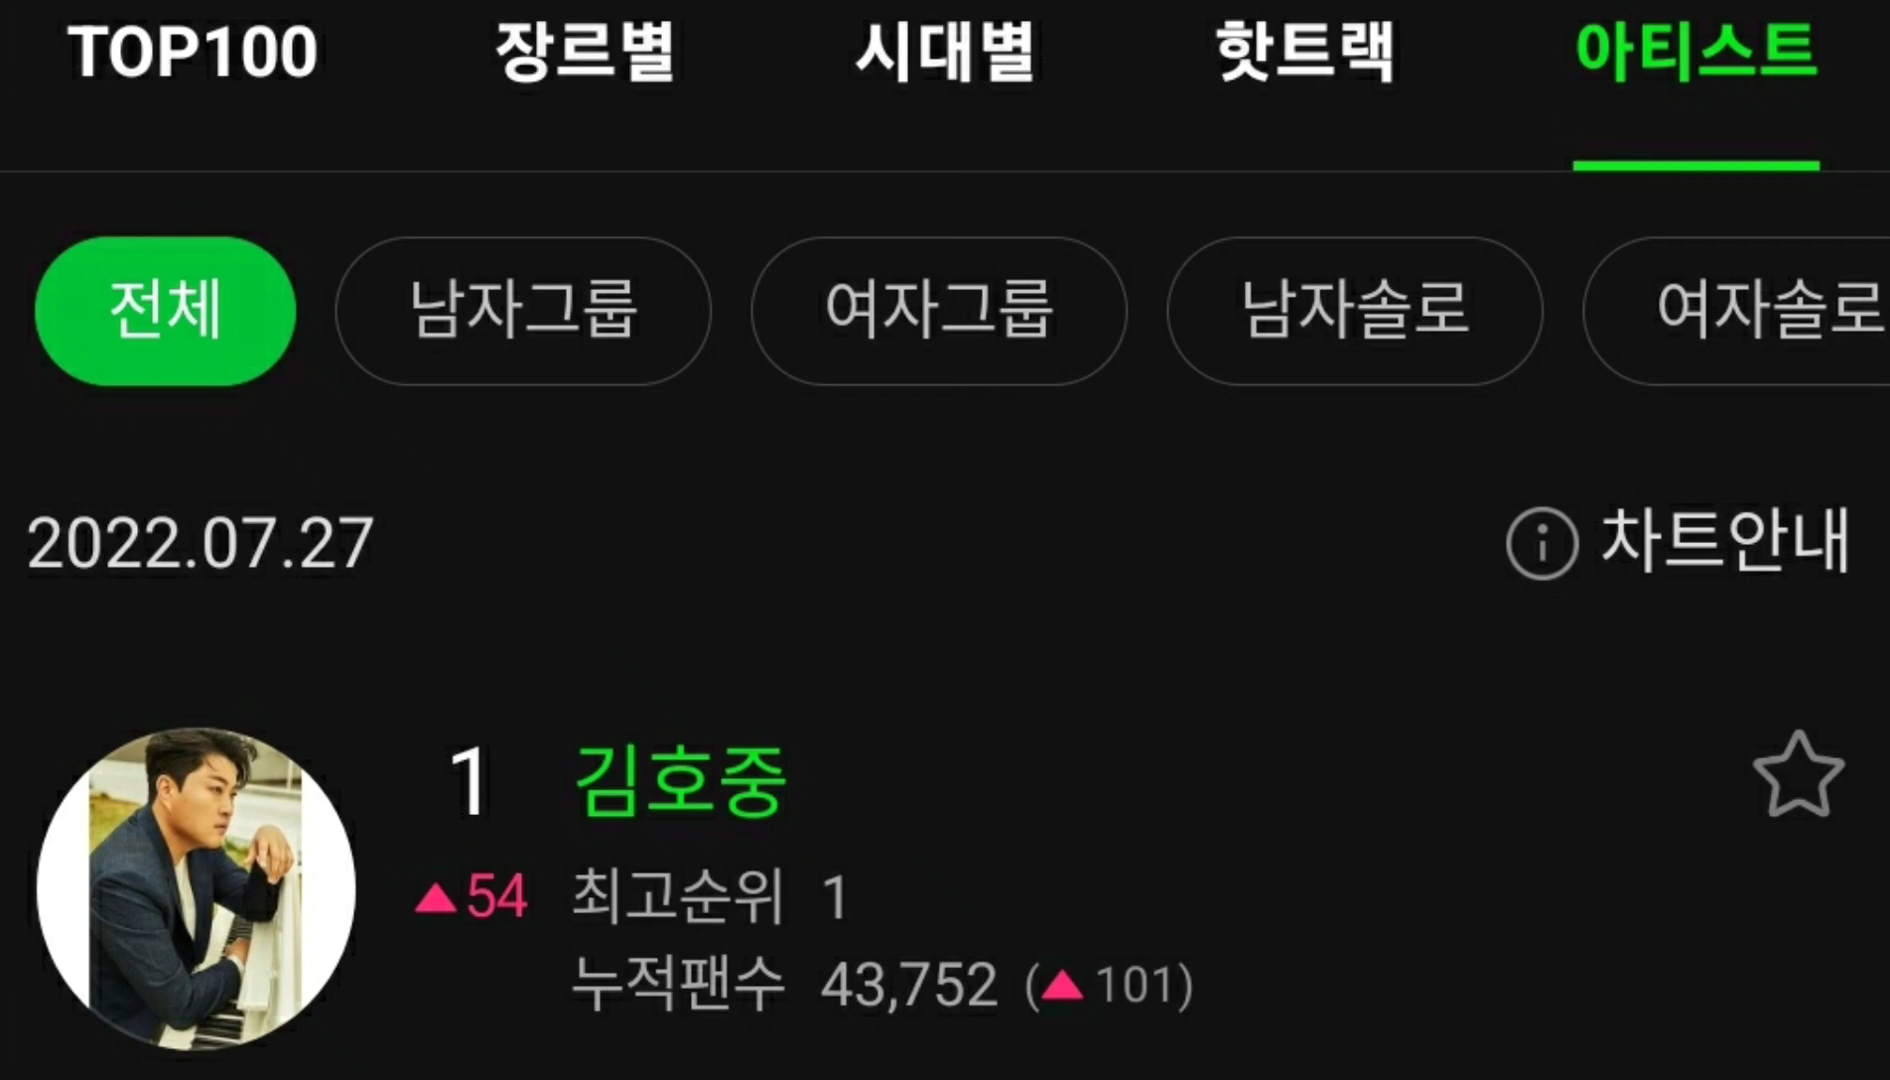 TOP100 장르별 시대별 핫트랙 아티스트
전체 남자그룹 여자그룹 남자솔로 여자솔로
2022.07.27 차트안내
1 김호중
▲54 최고순위 1
누적팬수 43,752 (▲101)